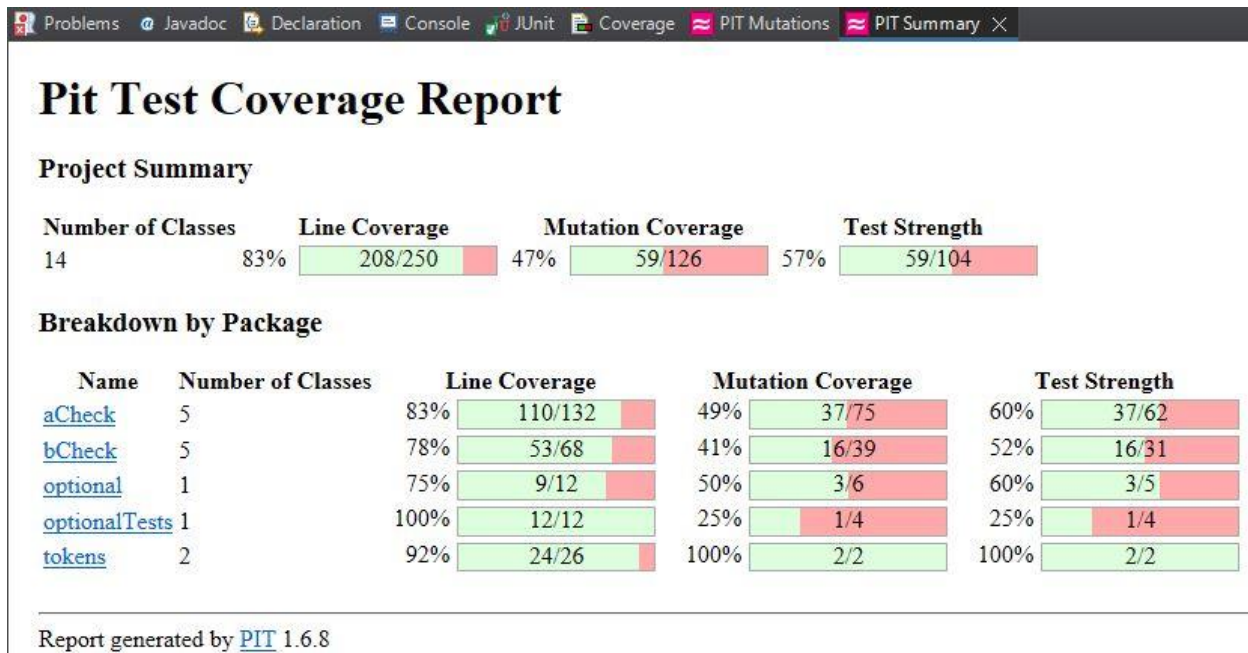 Problems @ Javadoc Declaration Console JUnit Coverage PIT Mutations PIT Summary
Pit Test Coverage Report
Project Summary
Number of Classes Line Coverage Mutation Coverage Test Strength
14 83% 208/250 47% 59/126 57% 59/104
Breakdown by Package
Name Number of Classes Line Coverage Mutation Coverage Test Strength
aCheck 5 83% 110/132 49% 37/75 60% 37/62
bCheck 5 78% 53/68 41% 16/39 52% 16/31
optional 1 75% 9/12 50% 3/6 60% 3/5
optionalTests 1 100% 12/12 25% 1/4 25% 1/4
tokens 2 92% 24/26 100% 2/2 100% 2/2
Report generated by PIT 1.6.8